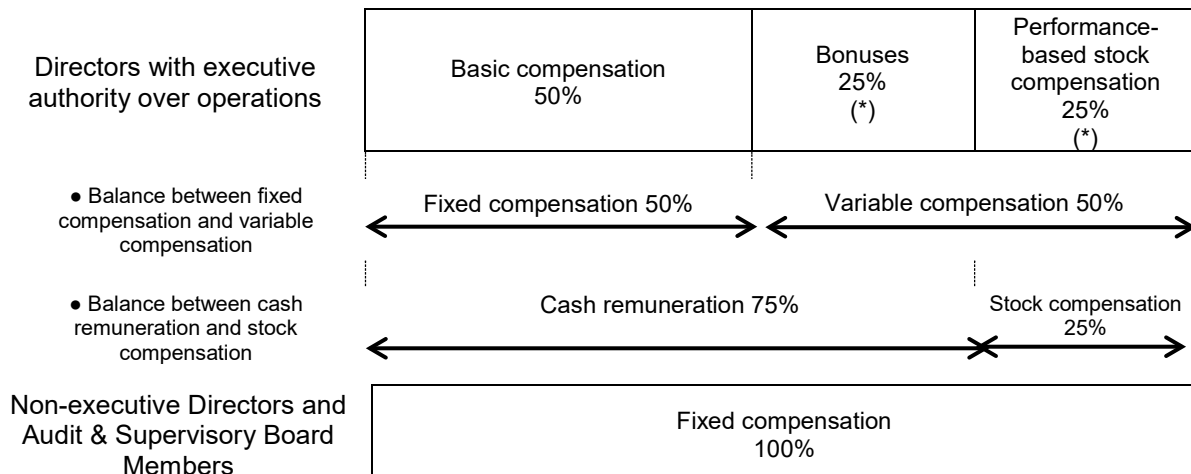 Directors with executive
authority over operations
Basic compensation
50%
Bonuses
25%
(*)
Performance-
based stock
compensation
25%
(*)
● Balance between fixed
compensation and variable
compensation
Fixed compensation 50%
Variable compensation 50%
● Balance between cash
remuneration and stock
compensation
Cash remuneration 75%
Stock compensation
25%
Non-executive Directors and
Audit & Supervisory Board
Members
Fixed compensation
100%